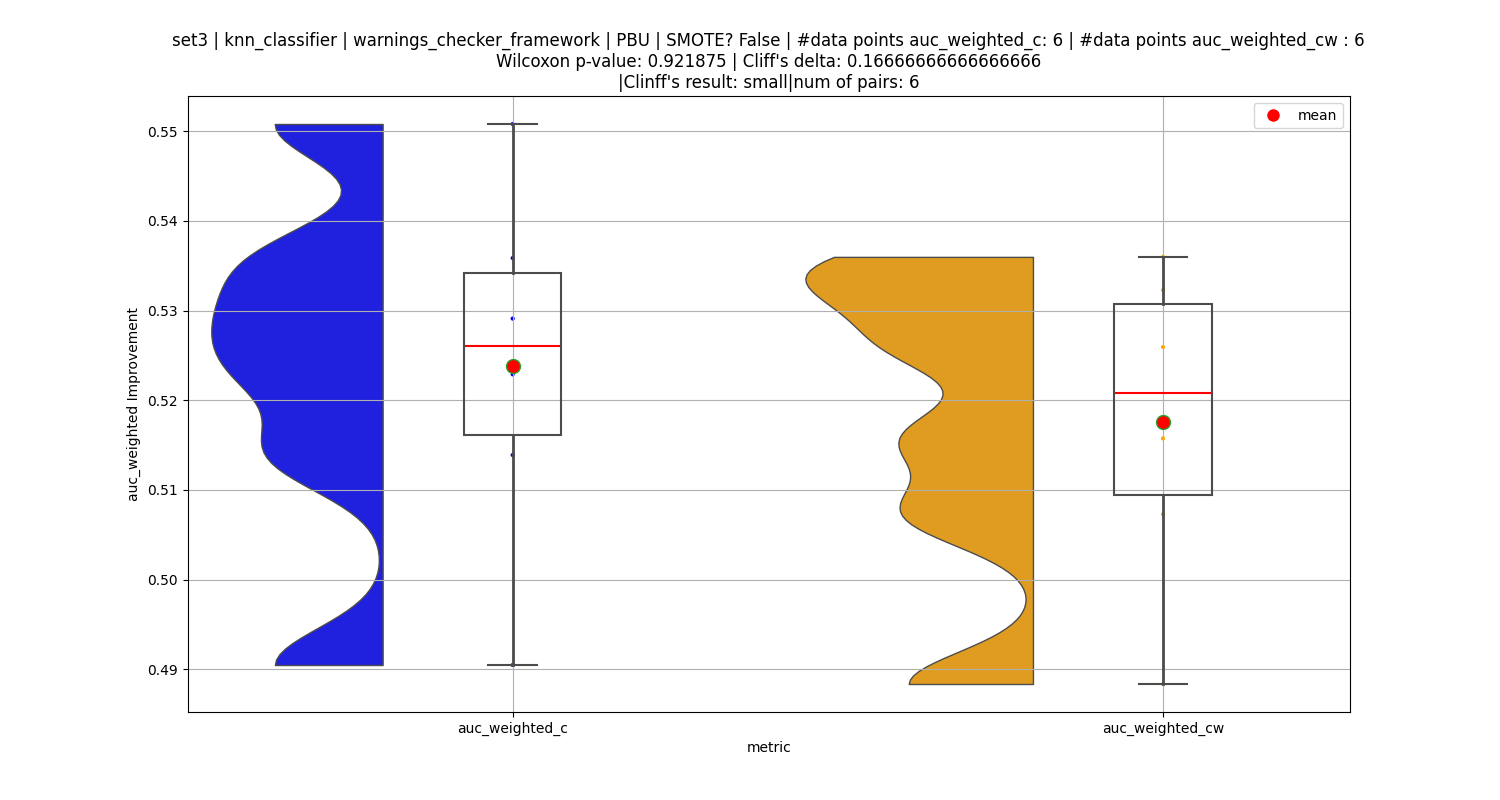 set3 | knn_classifier | warnings_checker_framework | PBU | SMOTE? False | #data points auc_weighted_c: 6 | #data points auc_weighted_cw : 6
Wilcoxon p-value: 0.921875 | Cliff's delta: 0.16666666666666666
|Clinff's result: small|num of pairs: 6
mean
0.55
0.54
0.53
0.52
0.51
0.50
0.49
auc_weighted Improvement
auc_weighted_c
auc_weighted_cw
metric